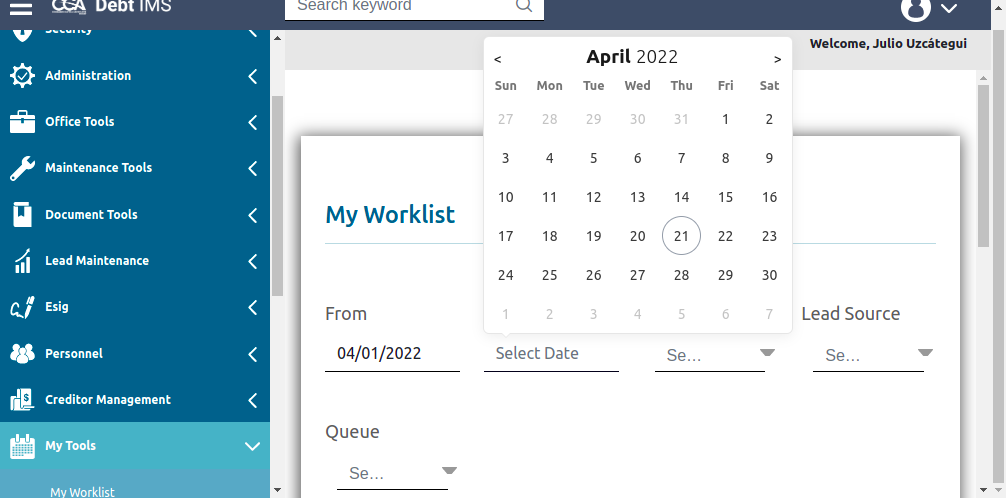 CCA Debt IMS
Search keyword
Welcome, Julio Uzcátegui
Security
Administration
Office Tools
Maintenance Tools
Document Tools
Lead Maintenance
Esig
Personnel
Creditor Management
My Tools
My Worklist
< April 2022 >
Sun Mon Tue Wed Thu Fri Sat
27 28 29 30 31 1 2
3 4 5 6 7 8 9
10 11 12 13 14 15 16
17 18 19 20 21 22 23
24 25 26 27 28 29 30
1 2 3 4 5 6 7
My Worklist
From
Lead Source
04/01/2022
Select Date
Se...
Se...
Queue
Se...